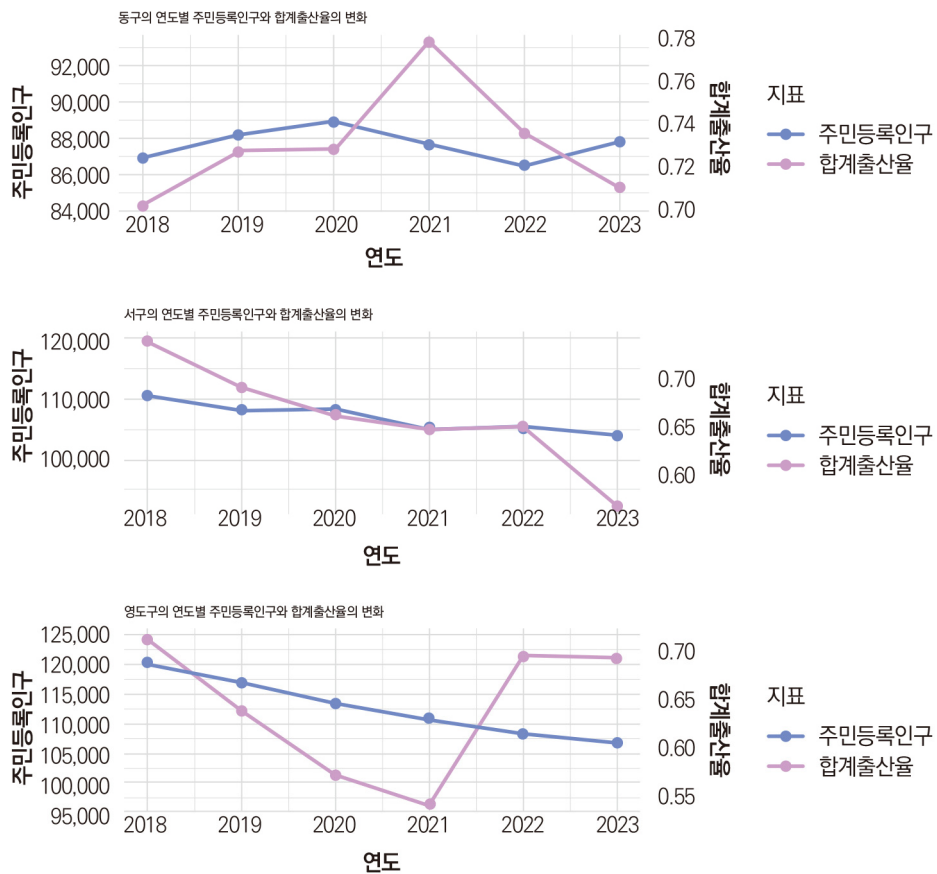 동구의 연도별 주민등록인구와 합계출산율의 변화
주민등록인구
92,000
90,000
88,000
86,000
84,000
0.78
0.76
0.74
0.72
0.70
합계출산율
지표
주민등록인구
합계출산율
2018 2019 2020 2021 2022 2023
연도
서구의 연도별 주민등록인구와 합계출산율의 변화
주민등록인구
120,000
110,000
100,000
0.70
0.65
0.60
합계출산율
지표
주민등록인구
합계출산율
2018 2019 2020 2021 2022 2023
연도
영도구의 연도별 주민등록인구와 합계출산율의 변화
주민등록인구
125,000
120,000
115,000
110,000
105,000
100,000
95,000
0.70
0.65
0.60
0.55
합계출산율
지표
주민등록인구
합계출산율
2018 2019 2020 2021 2022 2023
연도